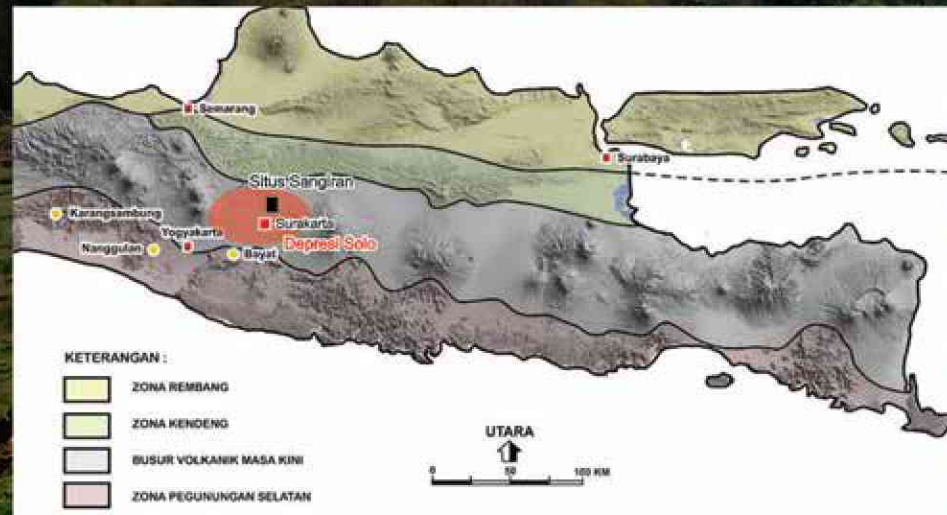 Semarang
Surabaya
Situs Sangiran
Karangsambung
Surakarta
Yogyakarta
Depresi Solo
Nanggulan
Bayat
KETERANGAN :
ZONA REMBANG
ZONA KENDENG
BUSUR VOLKANIK MASA KINI
ZONA PEGUNUNGAN SELATAN
UTARA
0 50 100 KM